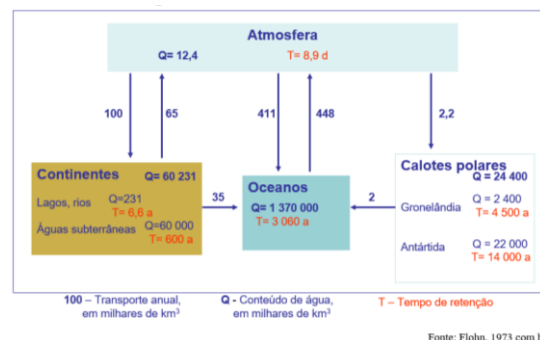 Atmosfera
Q= 12,4
T= 8,9 d
100
65
411
448
2,2
Continentes
Q= 60 231
Lagos, rios
Q=231
T= 6,6 a
Águas subterrâneas
Q=60 000
T= 600 a
35
Oceanos
Q= 1 370 000
T= 3 060 a
2
Calotes polares
Q = 24 400
Gronelândia
Q = 2 400
T= 4 500 a
Antártida
Q = 22 000
T= 14 000 a
100 – Transporte anual,
em milhares de km³
Q - Conteúdo de água,
em milhares de km³
T – Tempo de retenção
Fonte: Flohn, 1973 com